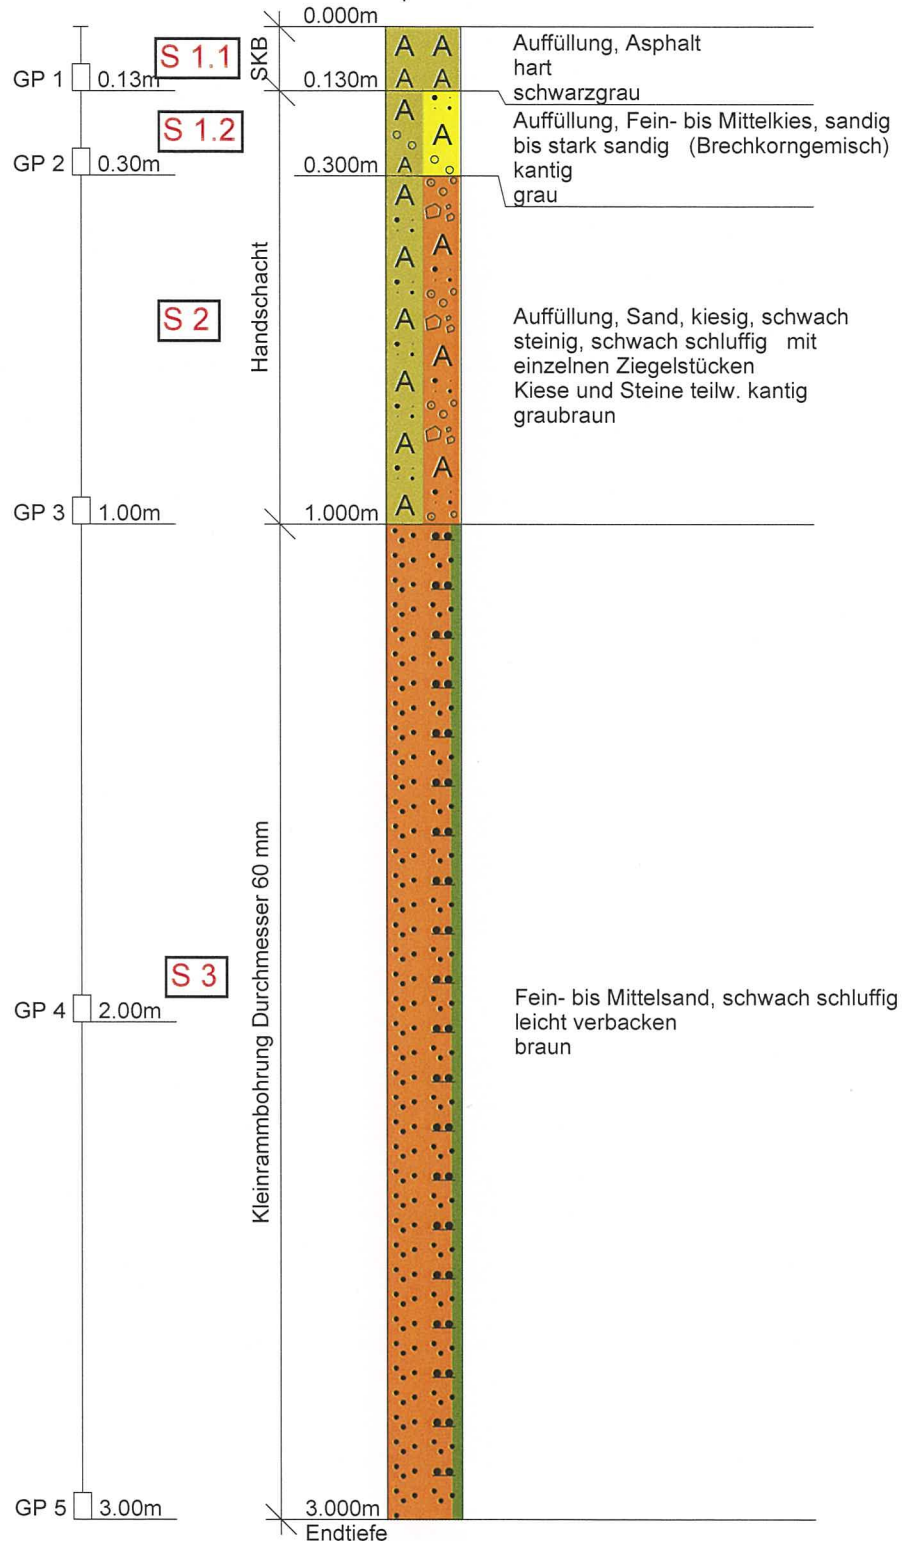 0.000m
S 1.1
SKB
A A
Auffüllung, Asphalt
hart
schwarzgrau
GP 1 0.13m
0.130m
A A
S 1.2
A
A
Auffüllung, Fein- bis Mittelkies, sandig
bis stark sandig (Brechkorngemisch)
kantig
grau
GP 2 0.30m
0.300m
A
A
A
A
S 2
Handschacht
A
A
Auffüllung, Sand, kiesig, schwach
steinig, schwach schluffig mit
einzelnen Ziegelstücken
Kiese und Steine teilw. kantig
graubraun
A
A
A
A
GP 3 1.00m
1.000m
A
Kleinrammbohrung Durchmesser 60 mm
S 3
GP 4 2.00m
Fein- bis Mittelsand, schwach schluffig
leicht verbacken
braun
GP 5 3.00m
3.000m
Endtiefe